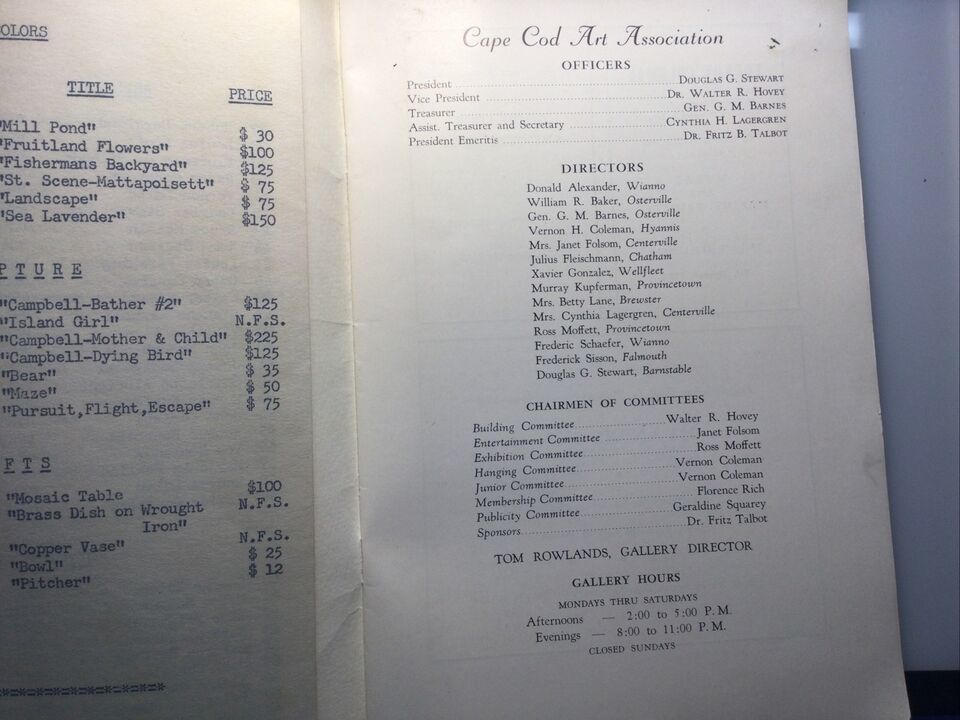 OLORS
TITLE PRICE
"Mill Pond" $ 30
"Fruitland Flowers" $100
"Fishermans Backyard" $125
"St. Scene-Mattapoisett" $ 75
"Landscape" $ 75
"Sea Lavender" $150
PTURE
"Campbell-Bather #2" $125
"Island Girl" N.F.S.
"Campbell-Mother & Child" $225
"Campbell-Dying Bird" $125
"Bear" $ 35
"Maze" $ 50
"Pursuit,Flight,Escape" $ 75
FTS
"Mosaic Table $100
"Brass Dish on Wrought N.F.S.
Iron"
"Copper Vase" N.F.S.
"Bowl" $ 25
"Pitcher" $ 12
Cape Cod Art Association
OFFICERS
President DOUGLAS G. STEWART
Vice President DR. WALTER R. HOVEY
Treasurer GEN. G. M. BARNES
Assist. Treasurer and Secretary CYNTHIA H. LAGERGREN
President Emeritis DR. FRITZ B. TALBOT
DIRECTORS
Donald Alexander, Wianno
William R. Baker, Osterville
Gen. G. M. Barnes, Osterville
Vernon H. Coleman, Hyannis
Mrs. Janet Folsom, Centerville
Julius Fleischmann, Chatham
Xavier Gonzalez, Wellfleet
Murray Kupferman, Provincetown
Mrs. Betty Lane, Brewster
Mrs. Cynthia Lagergren, Centerville
Ross Moffett, Provincetown
Frederic Schaefer, Wianno
Frederick Sisson, Falmouth
Douglas G. Stewart, Barnstable
CHAIRMEN OF COMMITTEES
Building Committee Walter R. Hovey
Entertainment Committee Janet Folsom
Exhibition Committee Ross Moffett
Hanging Committee Vernon Coleman
Junior Committee Vernon Coleman
Membership Committee Florence Rich
Publicity Committee Geraldine Squarey
Sponsors Dr. Fritz Talbot
TOM ROWLANDS, GALLERY DIRECTOR
GALLERY HOURS
MONDAYS THRU SATURDAYS
Afternoons — 2:00 to 5:00 P. M.
Evenings — 8:00 to 11:00 P. M.
CLOSED SUNDAYS